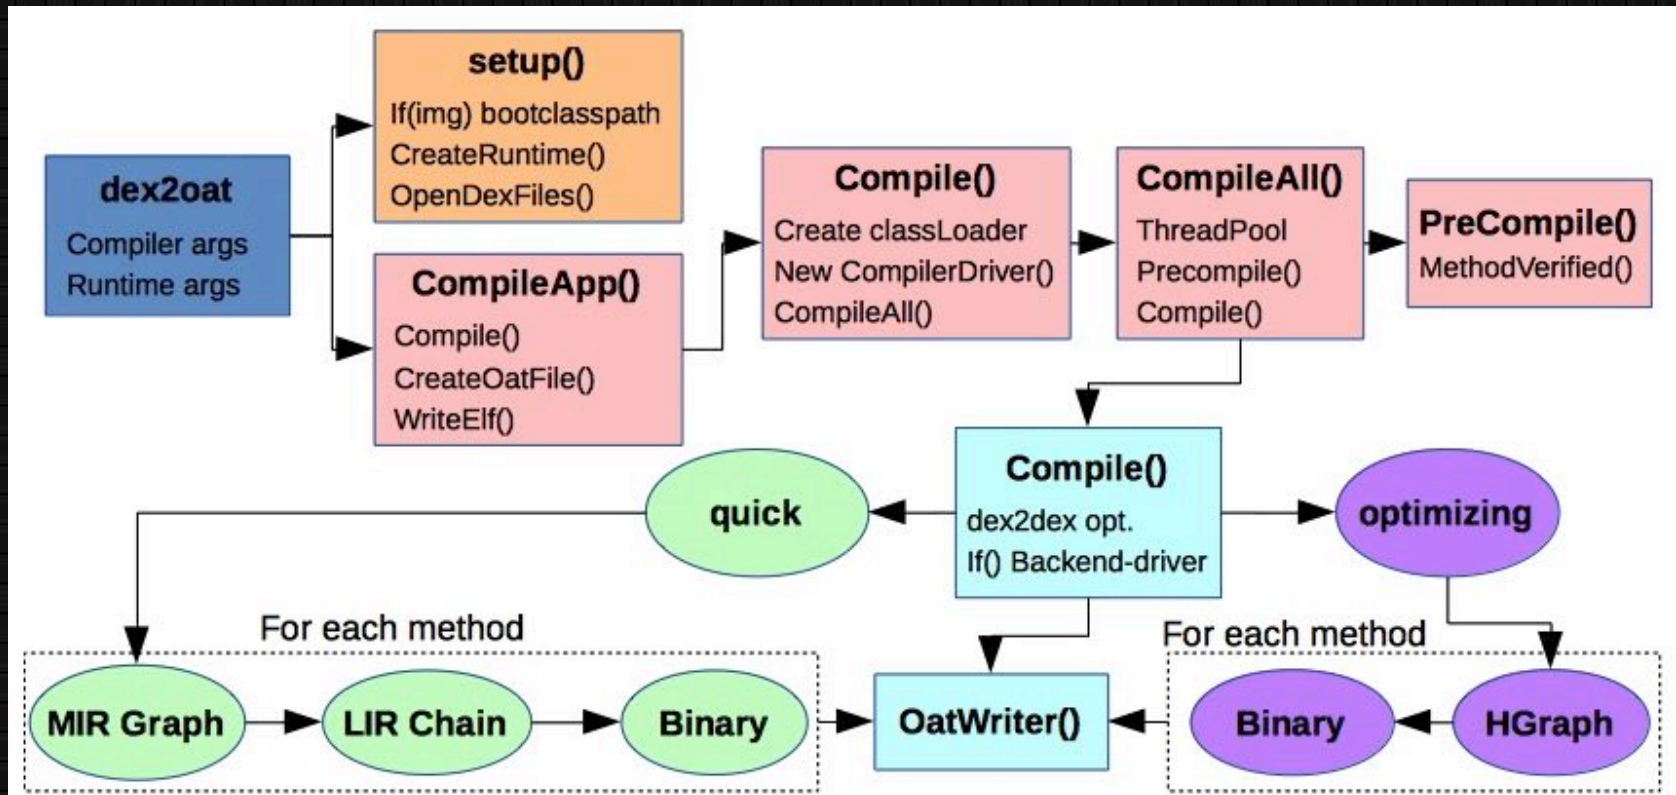 setup()
If(img) bootclasspath
CreateRuntime()
OpenDexFiles()
dex2oat
Compiler args
Runtime args
CompileApp()
Compile()
CreateOatFile()
WriteElf()
Compile()
Create classLoader
New CompilerDriver()
CompileAll()
CompileAll()
ThreadPool
Precompile()
Compile()
PreCompile()
MethodVerified()
Compile()
dex2dex opt.
If() Backend-driver
quick
optimizing
For each method
MIR Graph
LIR Chain
Binary
OatWriter()
For each method
Binary
HGraph